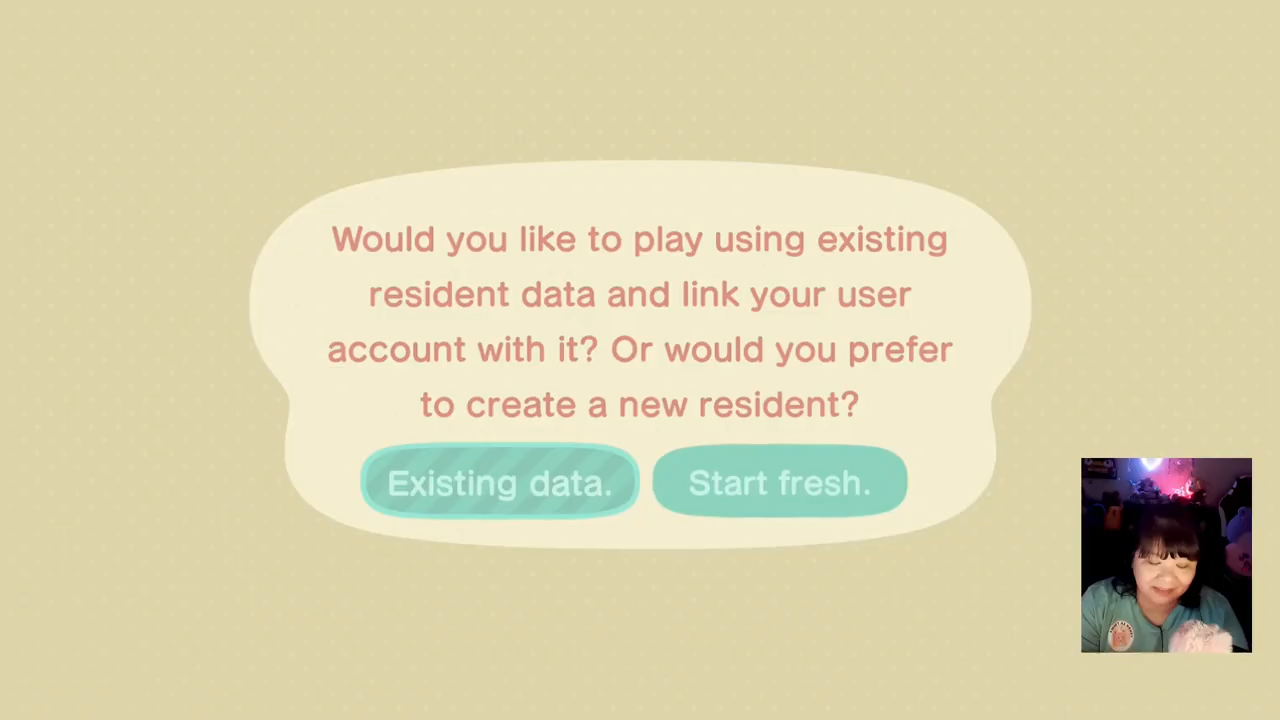 Would you like to play using existing
resident data and link your user
account with it? Or would you prefer
to create a new resident?
Existing data.
Start fresh.